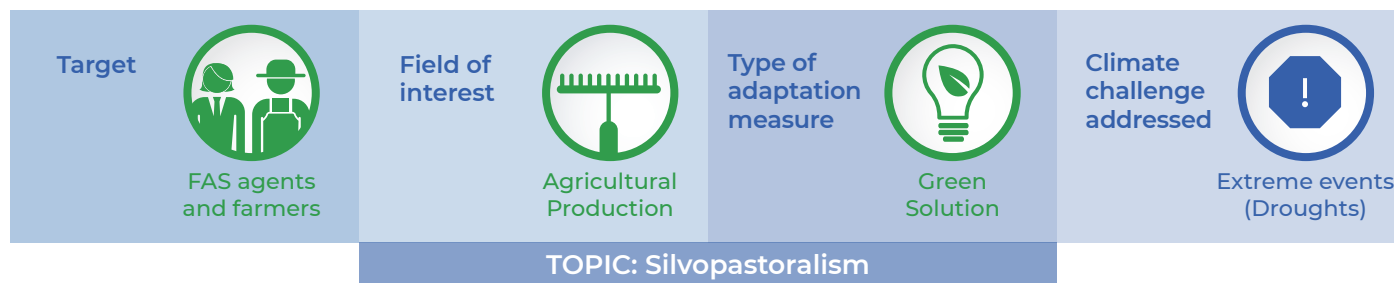 Target
FAS agents
and farmers
Field of
interest
Agricultural
Production
Type of
adaptation
measure
Green
Solution
Climate
challenge
addressed
!
Extreme events
(Droughts)
TOPIC: Silvopastoralism